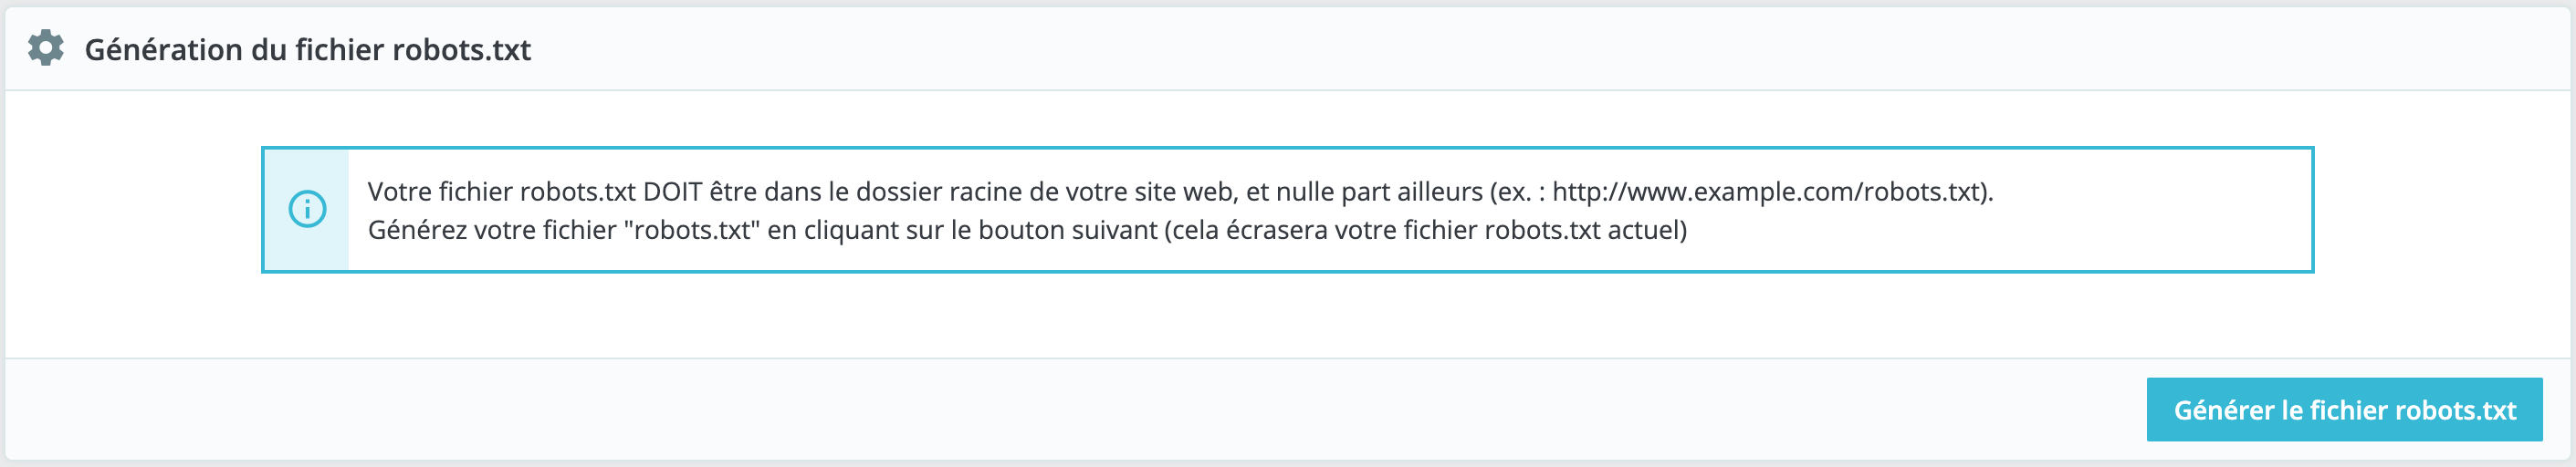 Génération du fichier robots.txt
Votre fichier robots.txt DOIT être dans le dossier racine de votre site web, et nulle part ailleurs (ex. : http://www.example.com/robots.txt).
Générez votre fichier "robots.txt" en cliquant sur le bouton suivant (cela écrasera votre fichier robots.txt actuel)
Générer le fichier robots.txt